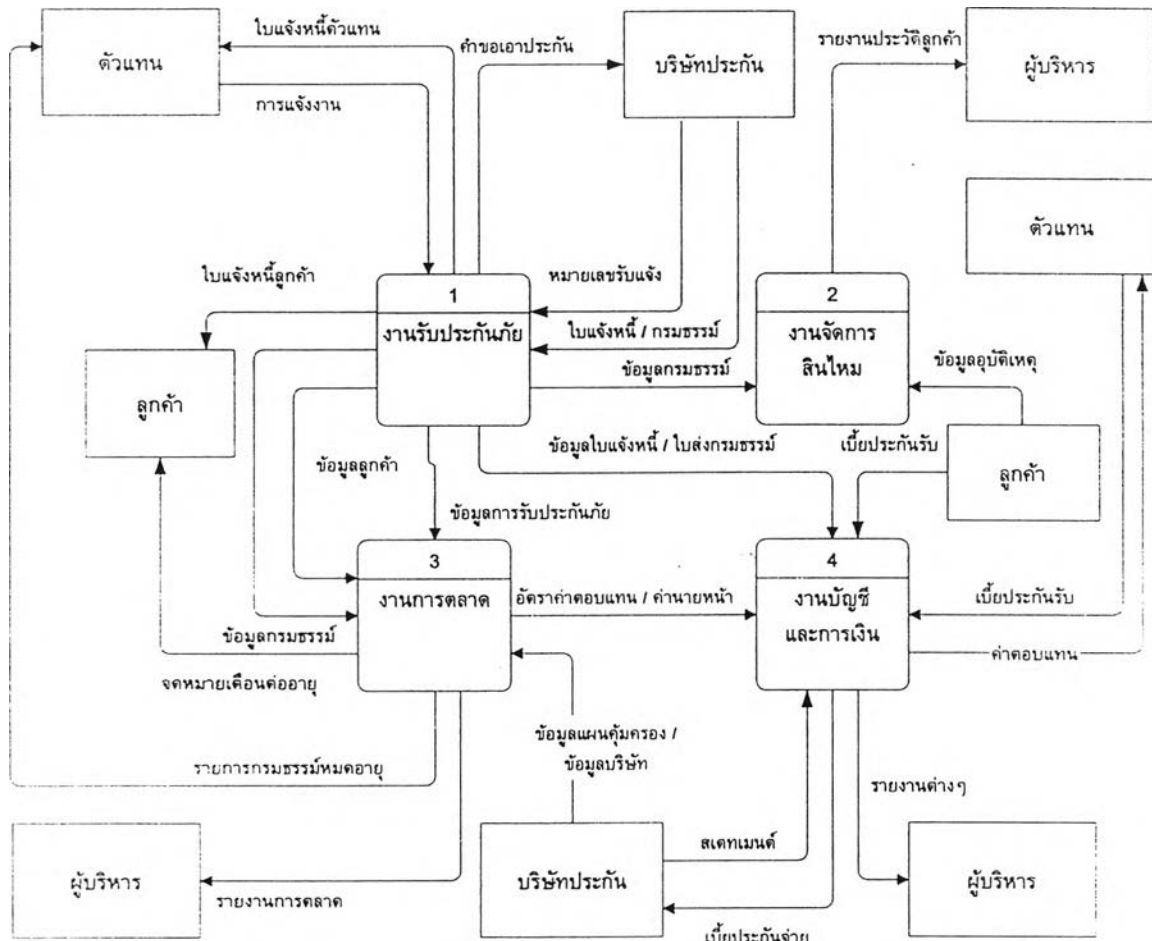 ใบแจ้งหนี้ตัวแทน
คำขอเอาประกัน
รายงานประวัติลูกค้า
ตัวแทน
บริษัทประกัน
ผู้บริหาร
การแจ้งงาน
ตัวแทน
ใบแจ้งหนี้ลูกค้า
หมายเลขรับแจ้ง
1
งานรับประกันภัย
2
งานจัดการ
สินไหม
ใบแจ้งหนี้ / กรมธรรม์
ข้อมูลกรมธรรม์
ข้อมูลอุบัติเหตุ
ลูกค้า
ข้อมูลใบแจ้งหนี้ / ใบส่งกรมธรรม์
เบี้ยประกันรับ
ลูกค้า
ข้อมูลลูกค้า
ข้อมูลการรับประกันภัย
3
งานการตลาด
4
งานบัญชี
และการเงิน
อัตราค่าตอบแทน / ค่านายหน้า
เบี้ยประกันรับ
ข้อมูลกรมธรรม์
ค่าตอบแทน
จดหมายเตือนต่ออายุ
ข้อมูลแผนคุ้มครอง /
ข้อมูลบริษัท
รายการกรมธรรม์หมดอายุ
รายงานต่างๆ
สเตทเมนต์
ผู้บริหาร
บริษัทประกัน
ผู้บริหาร
รายงานการตลาด
เบี้ยประกันจ่าย